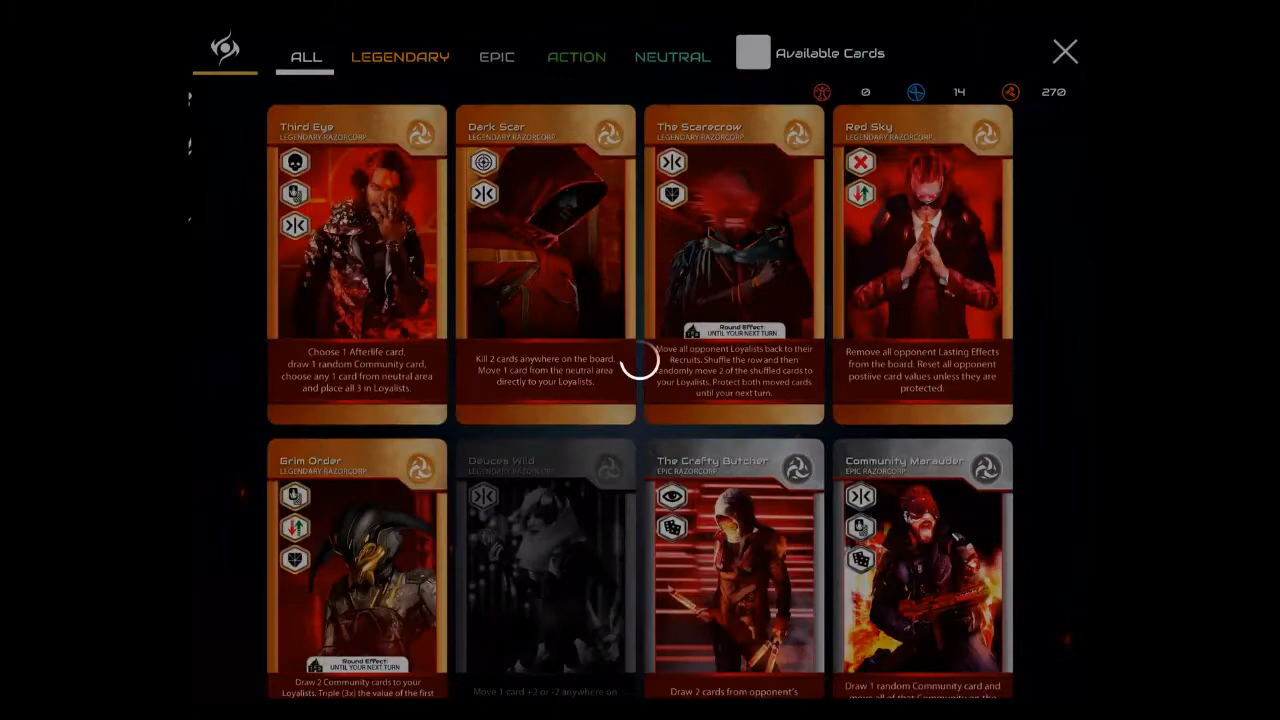 ALL
LEGENDARY
EPIC
ACTION
NEUTRAL
Available Cards
0
14
270
Third Eye
LEGENDARY RAZORCORP
Choose 1 Afterlife card,
draw 1 random Community card,
choose any 1 card from neutral area
and place all 3 in Loyalists.
Dark Scar
LEGENDARY RAZORCORP
Kill 2 cards anywhere on the board.
Move 1 card from the neutral area
directly to your Loyalists.
The Scarecrow
LEGENDARY RAZORCORP
Round Effect:
UNTIL YOUR NEXT TURN
Move all opponent Loyalists back to their
Recruits. Shuffle the row and then
randomly move 2 of the shuffled cards to
your Loyalists. Protect both moved cards
until your next turn.
Red Sky
LEGENDARY RAZORCORP
Remove all opponent Lasting Effects
from the board. Reset all opponent
postiive card values unless they are
protected.
Grim Order
LEGENDARY RAZORCORP
Round Effect:
UNTIL YOUR NEXT TURN
Draw 2 Community cards to your
Loyalists. Triple (3x) the value of the first
Deuces Wild
LEGENDARY RAZORCORP
Move 1 card +2 or -2 anywhere on
The Crafty Butcher
EPIC RAZORCORP
Draw 2 cards from opponent's
Community Marauder
EPIC RAZORCORP
Draw 1 random Community card and
move all of that Community on the